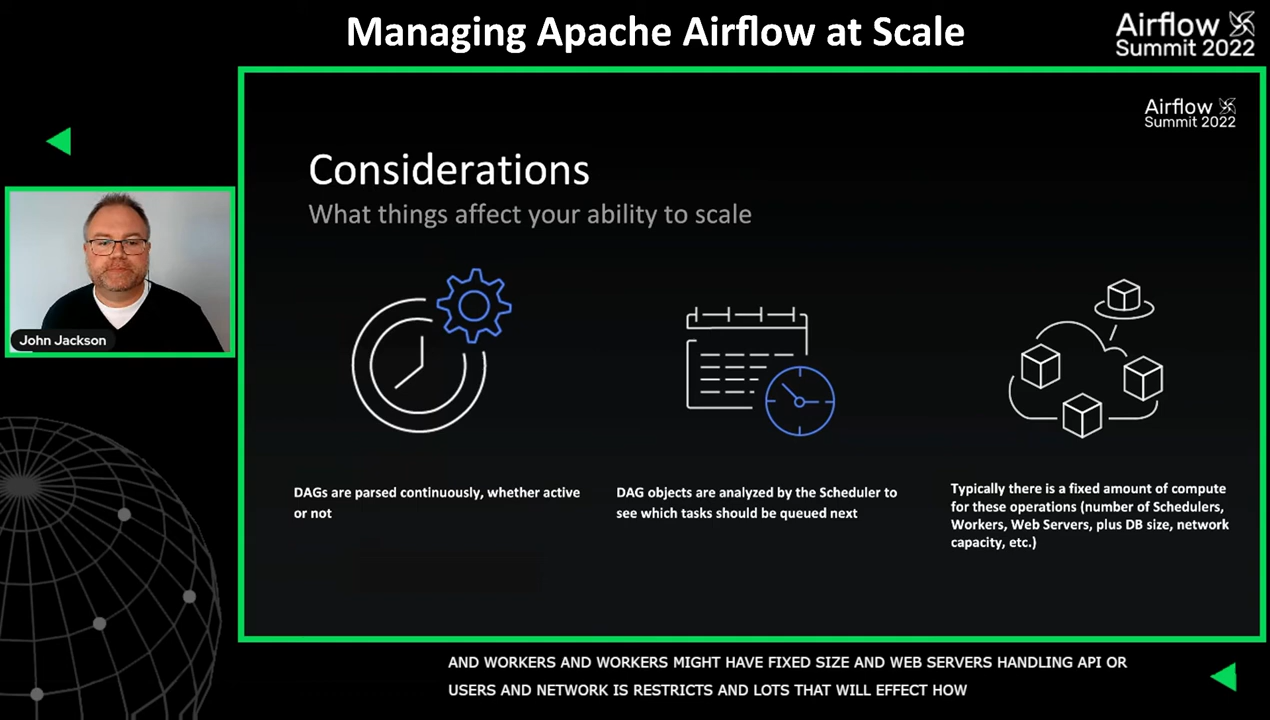 Managing Apache Airflow at Scale
Airflow
Summit 2022
Airflow
Summit 2022
Considerations
What things affect your ability to scale
John Jackson
DAGs are parsed continuously, whether active
or not
DAG objects are analyzed by the Scheduler to
see which tasks should be queued next
Typically there is a fixed amount of compute
for these operations (number of Schedulers,
Workers, Web Servers, plus DB size, network
capacity, etc.)
AND WORKERS AND WORKERS MIGHT HAVE FIXED SIZE AND WEB SERVERS HANDLING API OR
USERS AND NETWORK IS RESTRICTS AND LOTS THAT WILL EFFECT HOW